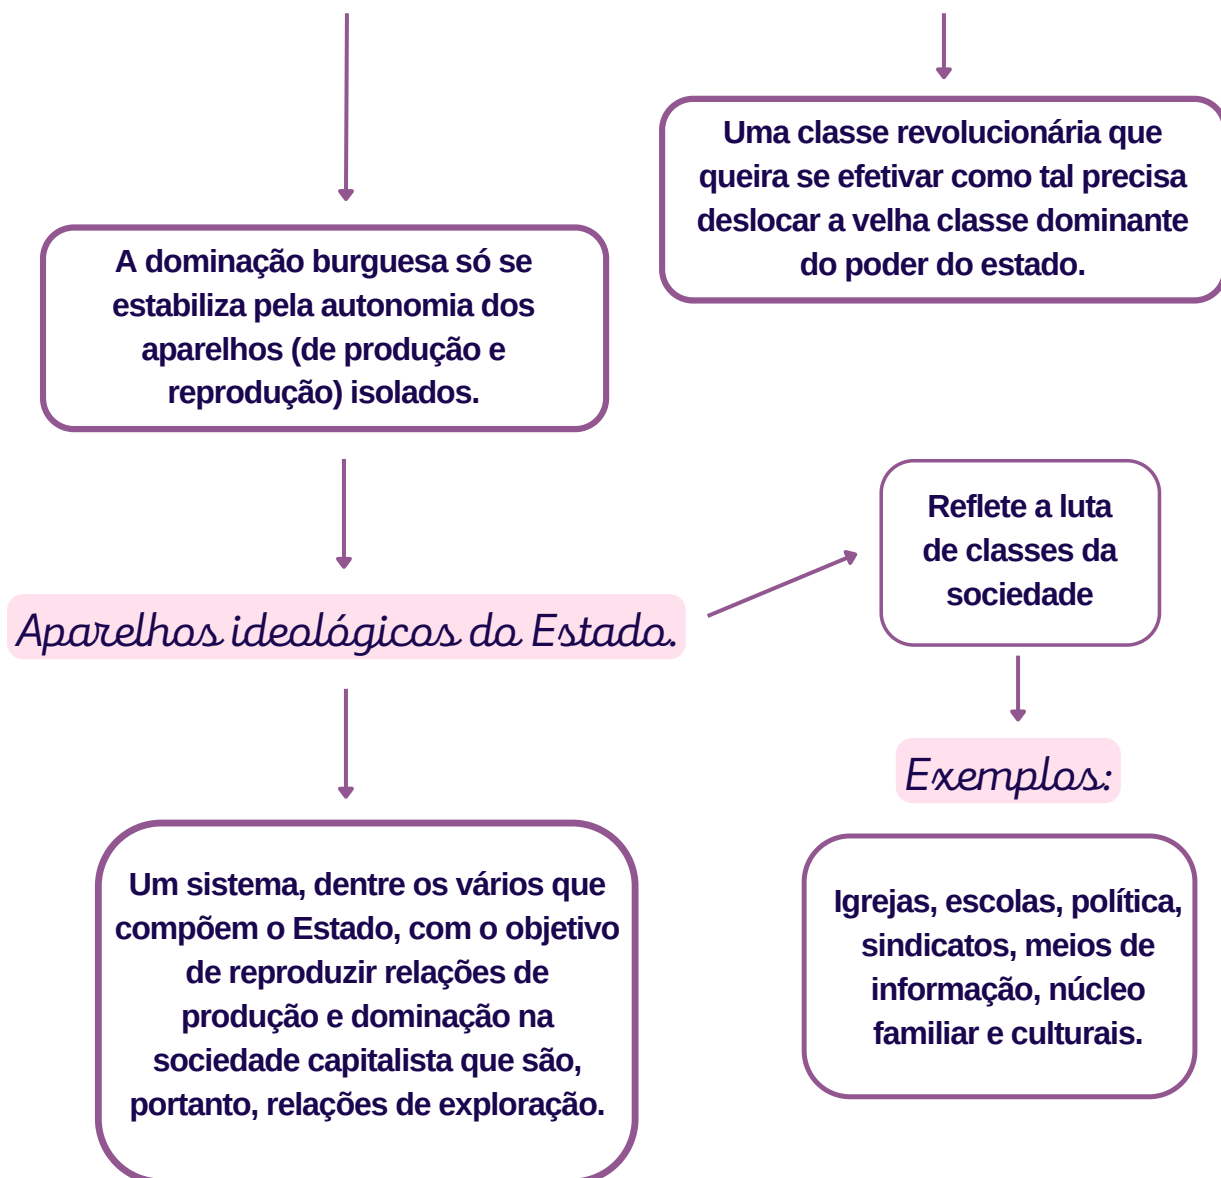 Uma classe revolucionária que
queira se efetivar como tal precisa
deslocar a velha classe dominante
do poder do estado.
A dominação burguesa só se
estabiliza pela autonomia dos
aparelhos (de produção e
reprodução) isolados.
Reflete a luta
de classes da
sociedade
Aparelhos ideológicos do Estado.
Exemplos:
Um sistema, dentre os vários que
compõem o Estado, com o objetivo
de reproduzir relações de
produção e dominação na
sociedade capitalista que são,
portanto, relações de exploração.
Igrejas, escolas, política,
sindicatos, meios de
informação, núcleo
familiar e culturais.